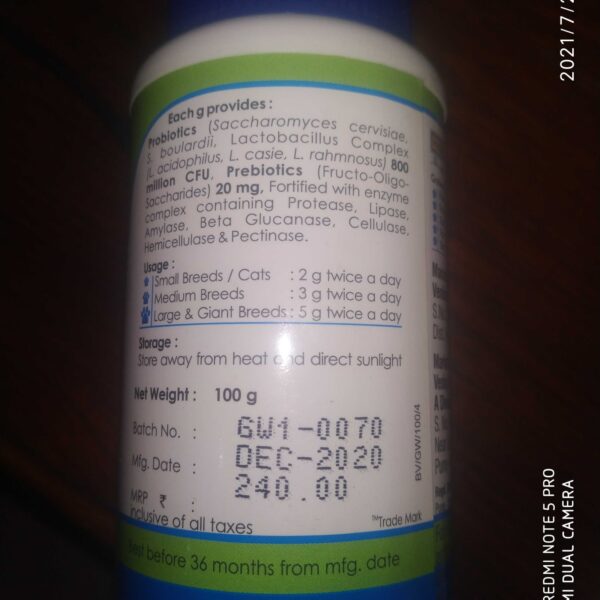 Each g provides :
Probiotics (Saccharomyces cervisiae,
S. boulardii, Lactobacillus Complex
(L. acidophilus, L. casie, L. rahmnosus) 800
million CFU, Prebiotics (Fructo-Oligo-
Saccharides) 20 mg, Fortified with enzyme
complex containing Protease, Lipase,
Amylase, Beta Glucanase, Cellulase,
Hemicellulase & Pectinase.
Usage :
Small Breeds / Cats : 2 g twice a day
Medium Breeds : 3 g twice a day
Large & Giant Breeds : 5 g twice a day
Storage :
Store away from heat and direct sunlight
Net Weight : 100 g
Batch No. : GW1-0070
Mfg. Date : DEC-2020
MRP ₹ : 240.00
inclusive of all taxes
™Trade Mark
BV/GW/100/4
Best before 36 months from mfg. date
2021/7/2
REDMI NOTE 5 PRO
MI DUAL CAMERA